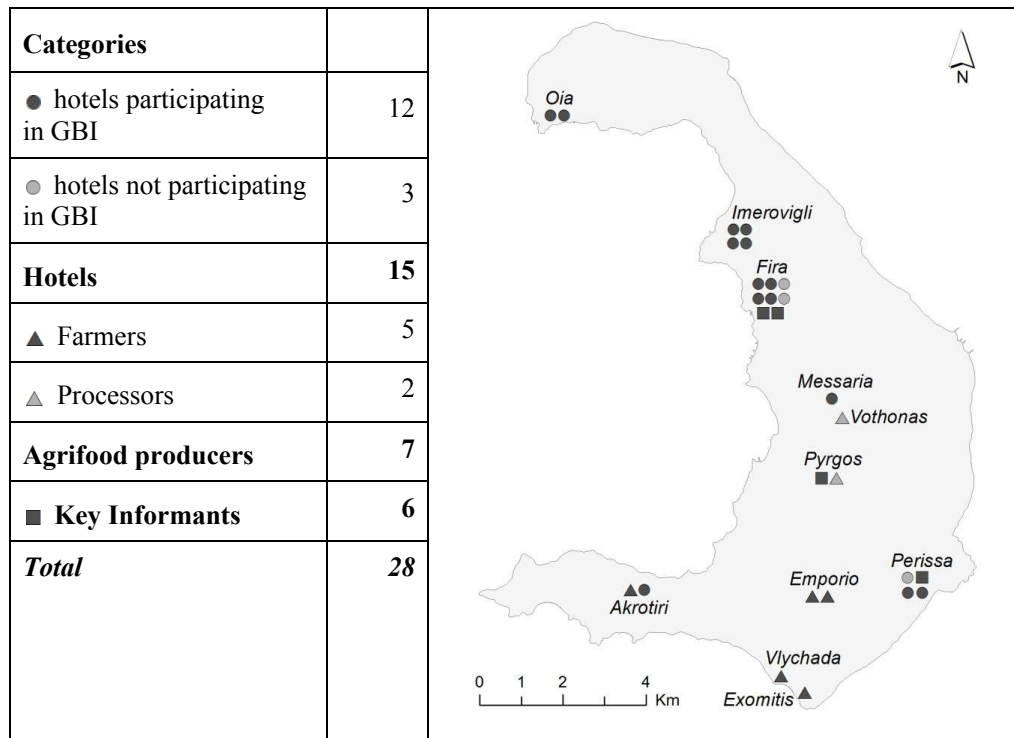 Categories
hotels participating
in GBI
12
hotels not participating
in GBI
3
Hotels
15
Farmers
5
Processors
2
Agrifood producers
7
Key Informants
6
Total
28
N
Oia
Imerovigli
Fira
Messaria
Vothonas
Pyrgos
Perissa
Emporio
Akrotiri
Vlychada
Exomitis
0 1 2 4
Km